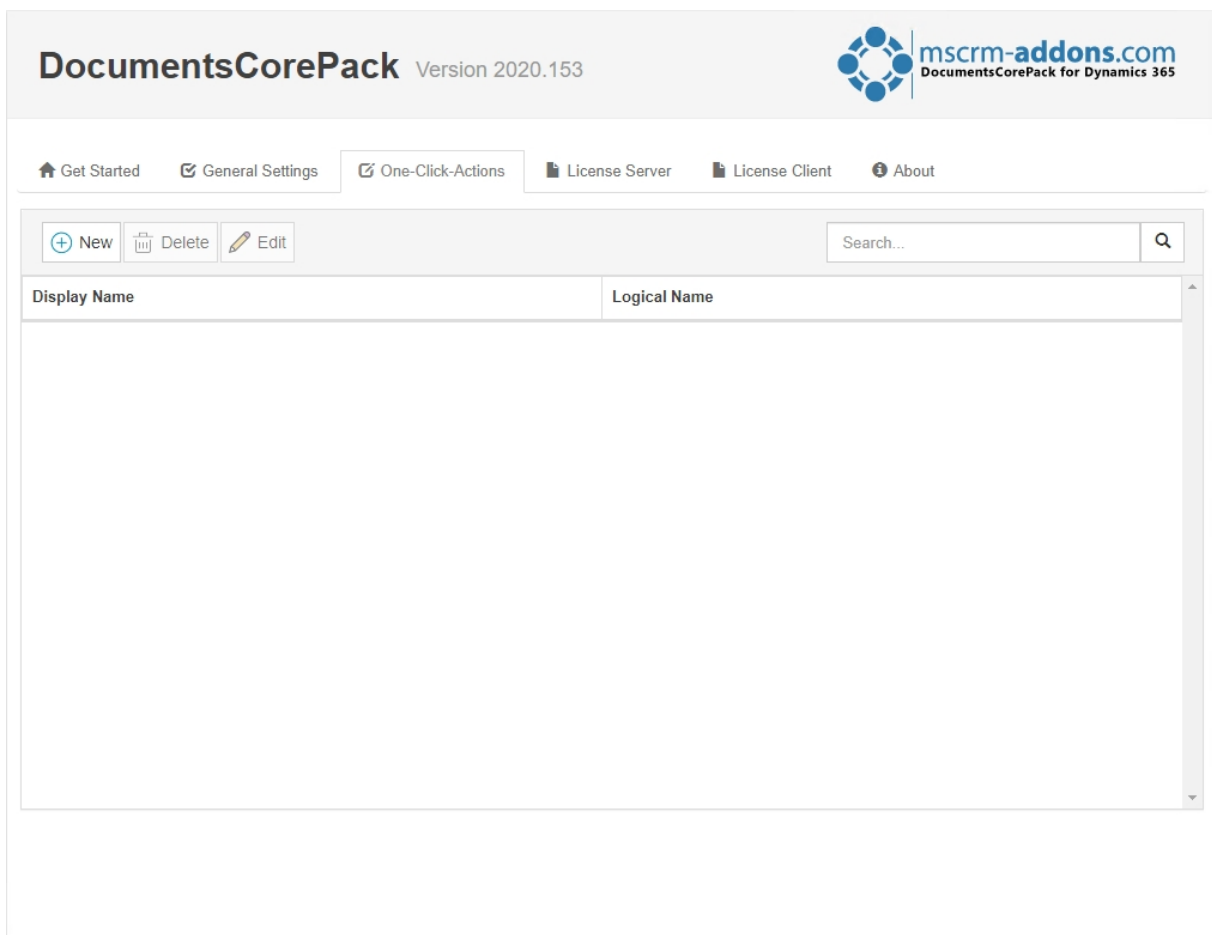 DocumentsCorePack Version 2020.153
mscrm-addons.com
DocumentsCorePack for Dynamics 365
Get Started General Settings One-Click-Actions License Server License Client About
New Delete Edit Search...
Display Name Logical Name